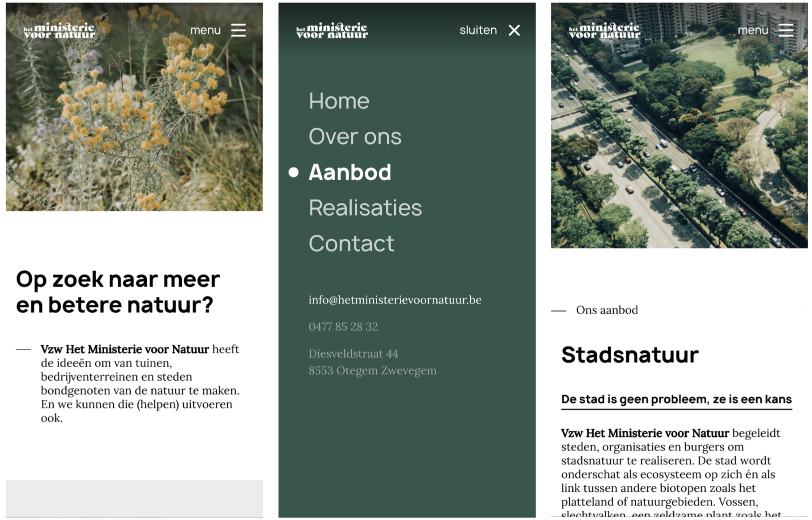 het ministerie
voor natuur
menu
Op zoek naar meer
en betere natuur?
Vzw Het Ministerie voor Natuur heeft
de ideeën om van tuinen,
bedrijventerreinen en steden
bondgenoten van de natuur te maken.
En we kunnen die (helpen) uitvoeren
ook.
het ministerie
voor natuur
sluiten
Home
Over ons
Aanbod
Realisaties
Contact
info@hetministerievoornatuur.be
0477 85 28 32
Diesveldstraat 44
8553 Otegem Zwevegem
het ministerie
voor natuur
menu
Ons aanbod
Stadsnatuur
De stad is geen probleem, ze is een kans
Vzw Het Ministerie voor Natuur begeleidt
steden, organisaties en burgers om
stadsnatuur te realiseren. De stad wordt
onderschat als ecosysteem op zich én als
link tussen andere biotopen zoals het
platteland of natuurgebieden. Vossen,
slechtvalken, een zeldzame plant zoals het